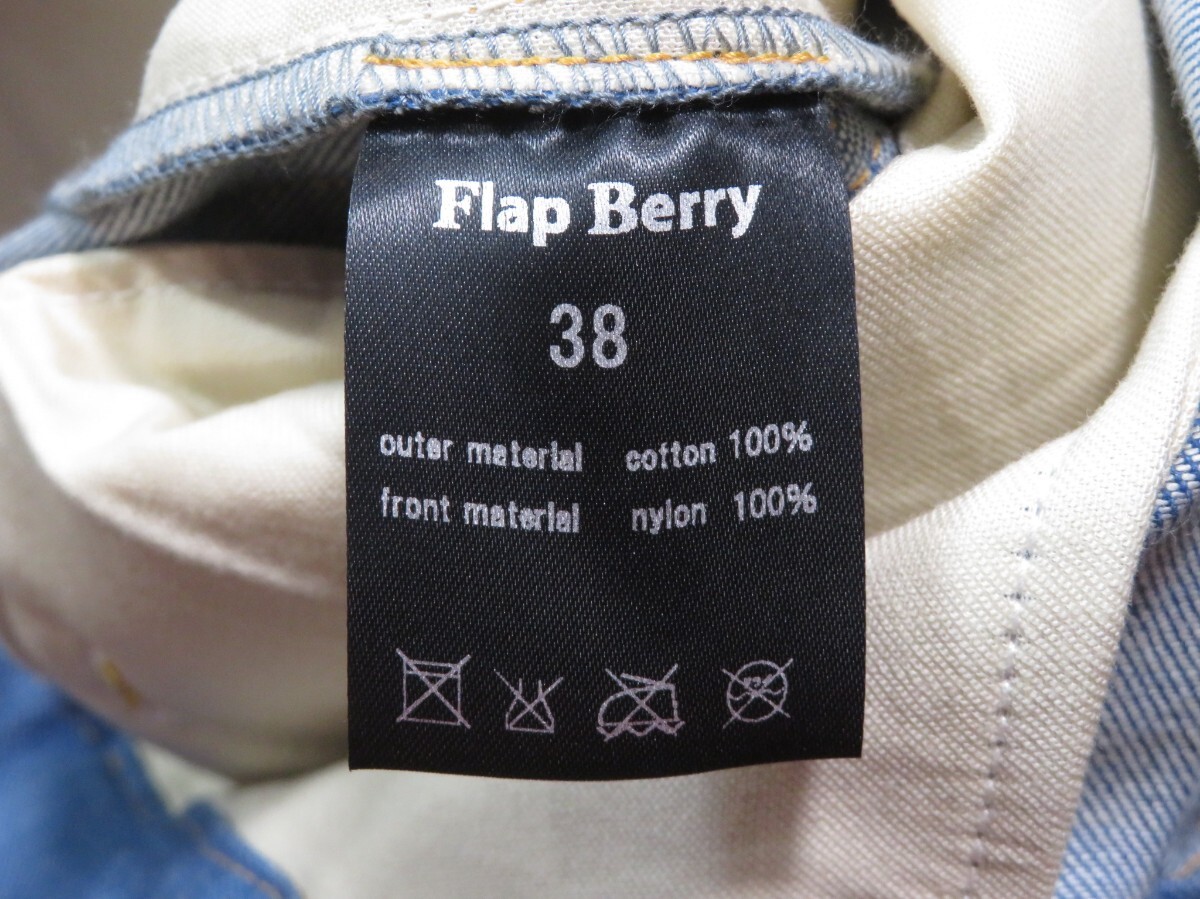 Flap Berry
38
outer material cotton 100%
front material nylon 100%